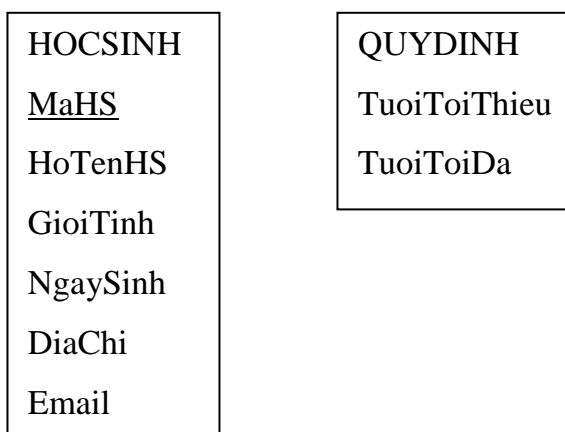 HOCSINH
MaHS
HoTenHS
GioiTinh
NgaySinh
DiaChi
Email
QUYDINH
TuoiToiThieu
TuoiToiDa